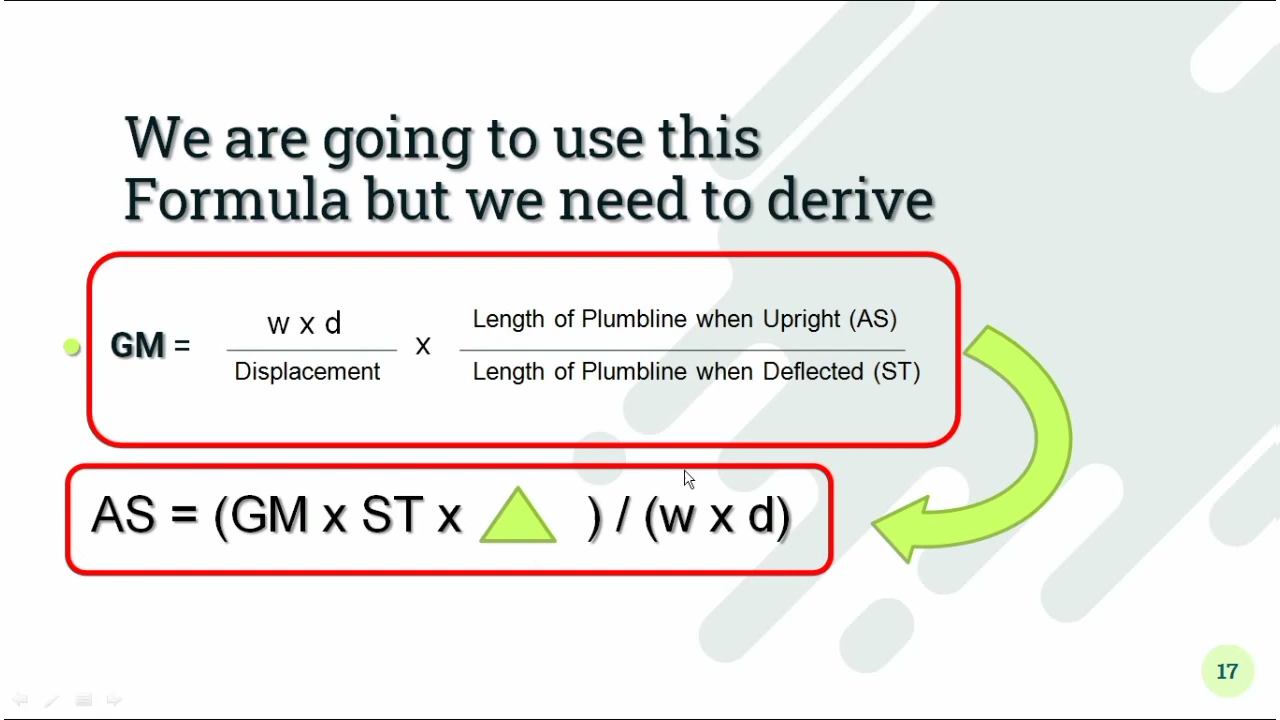 We are going to use this
Formula but we need to derive
GM = w x d x Length of Plumbline when Upright (AS)
Displacement Length of Plumbline when Deflected (ST)
AS = (GM x ST x ) / (w x d)
17